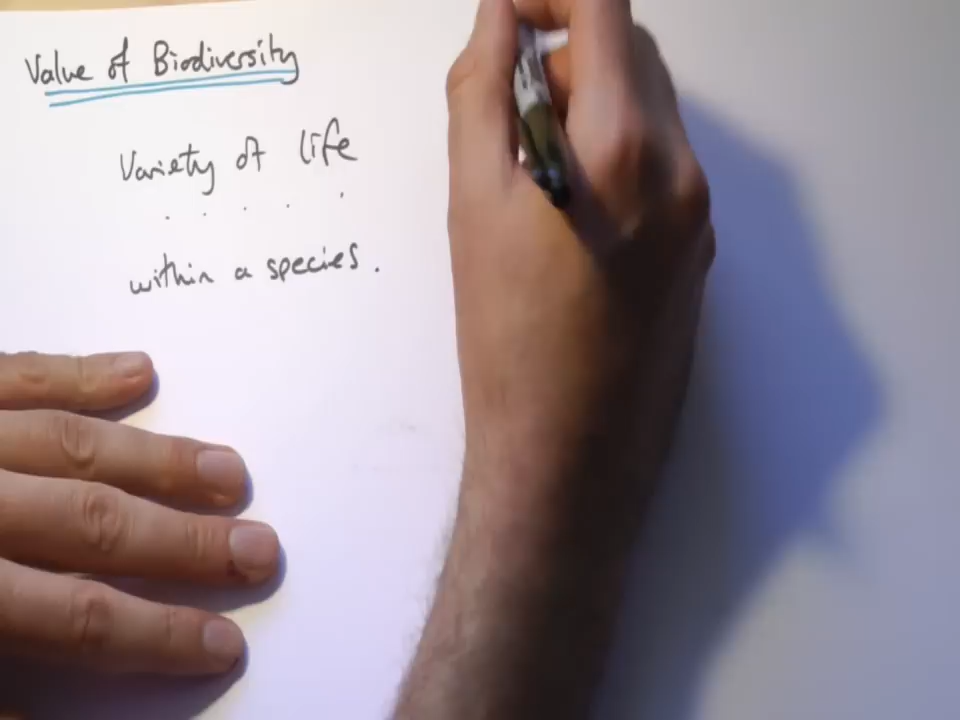 Value of Biodiversity
Variety of life
. . . . .
within a species.